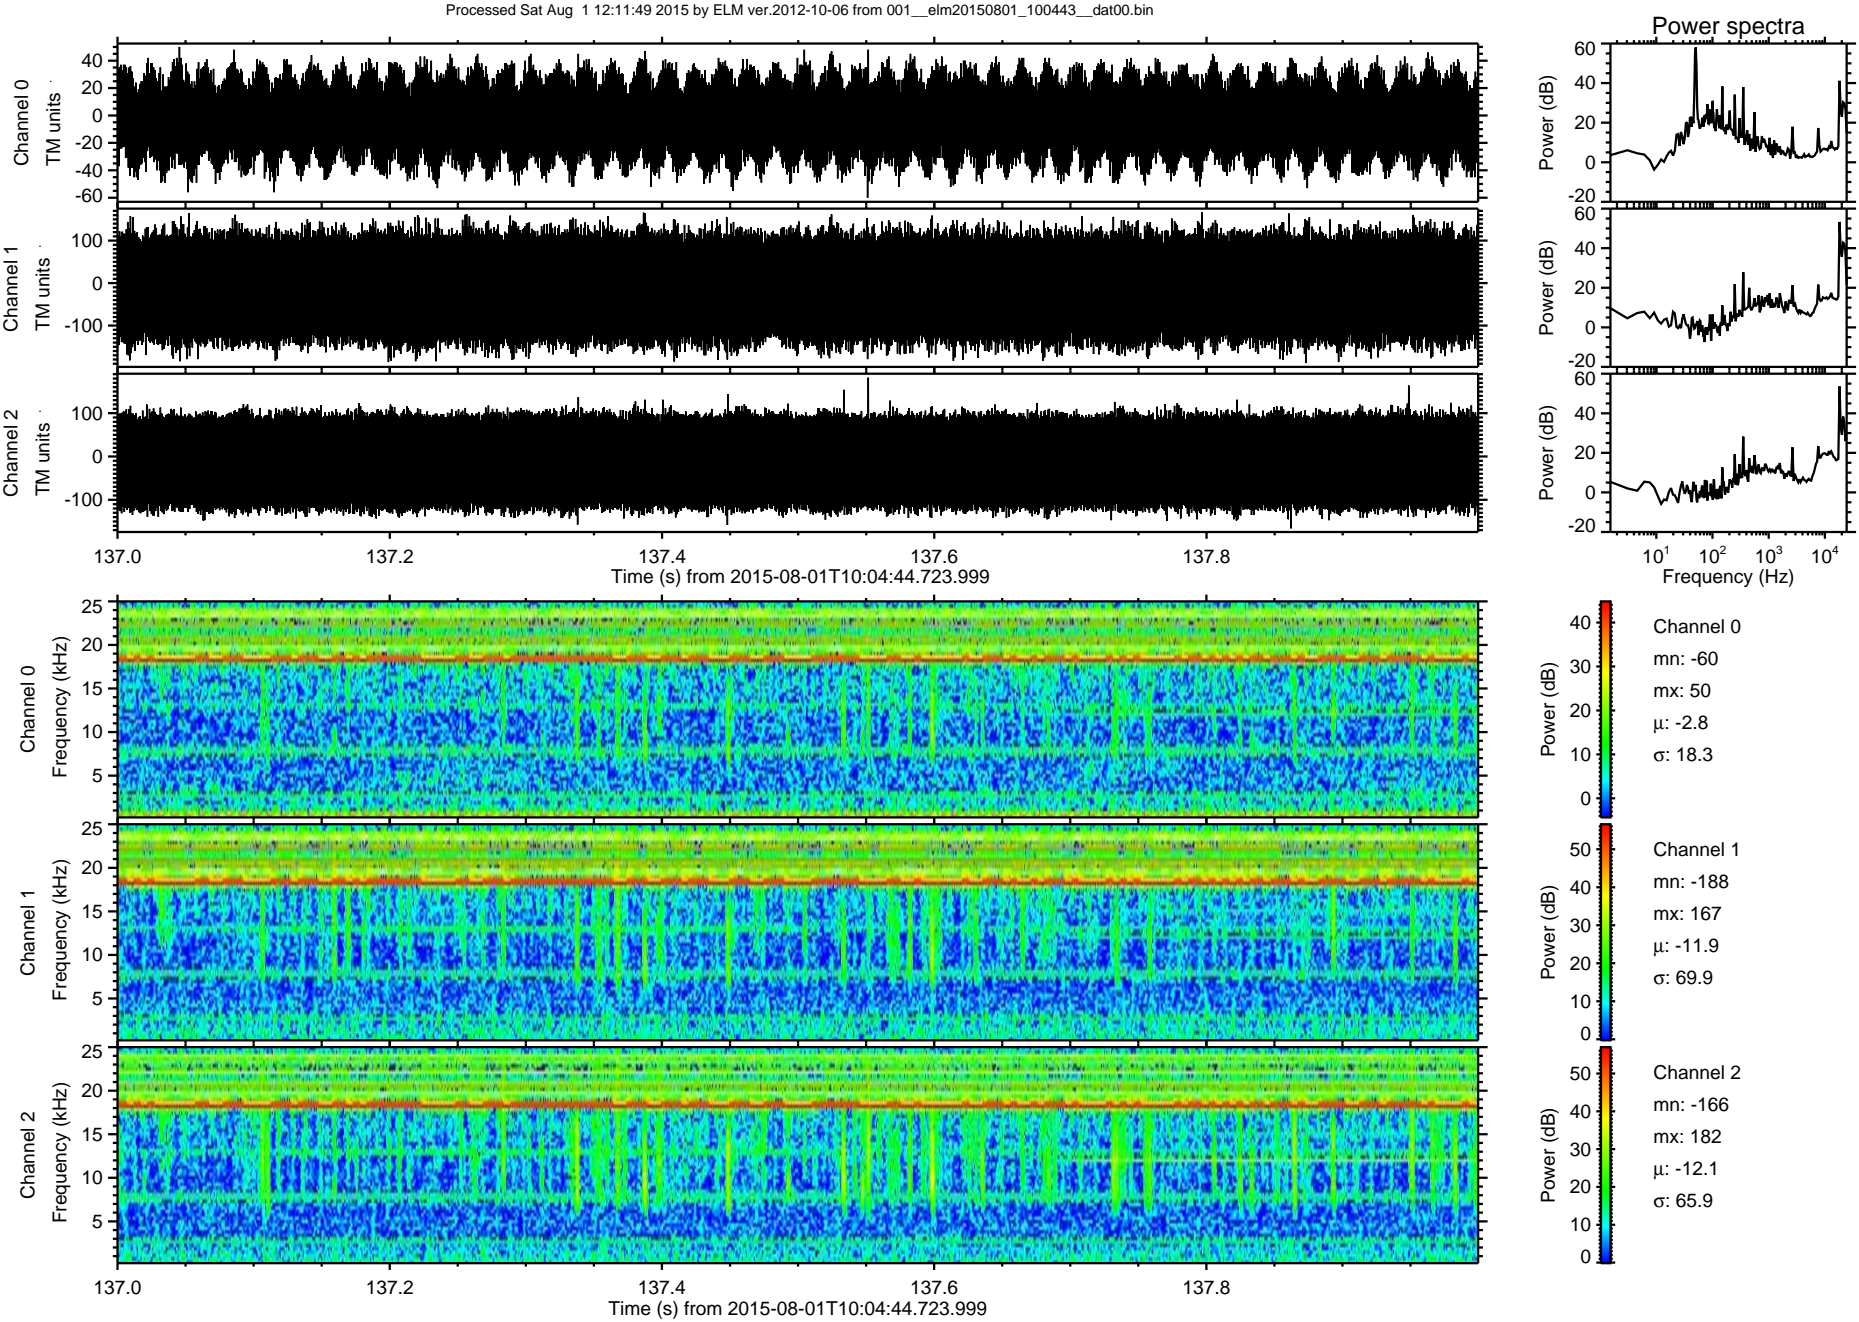 Processed Sat Aug 1 12:11:49 2015 by ELM ver.2012-10-06 from 001__elm20150801_100443__dat00.bin
Power spectra
Channel 0
TM units
40
20
0
-20
-40
-60
Power (dB)
60
40
20
0
-20
Channel 1
TM units
100
0
-100
Power (dB)
60
40
20
0
-20
Channel 2
TM units
100
0
-100
Power (dB)
60
40
20
0
-20
137.0 137.2 137.4 137.6 137.8
Time (s) from 2015-08-01T10:04:44.723.999
10^1 10^2 10^3 10^4
Frequency (Hz)
Channel 0
Frequency (kHz)
25
20
15
10
5
Power (dB)
40
30
20
10
0
Channel 0
mn: -60
mx: 50
μ: -2.8
σ: 18.3
Channel 1
Frequency (kHz)
25
20
15
10
5
Power (dB)
50
40
30
20
10
0
Channel 1
mn: -188
mx: 167
μ: -11.9
σ: 69.9
Channel 2
Frequency (kHz)
25
20
15
10
5
Power (dB)
50
40
30
20
10
0
Channel 2
mn: -166
mx: 182
μ: -12.1
σ: 65.9
137.0 137.2 137.4 137.6 137.8
Time (s) from 2015-08-01T10:04:44.723.999